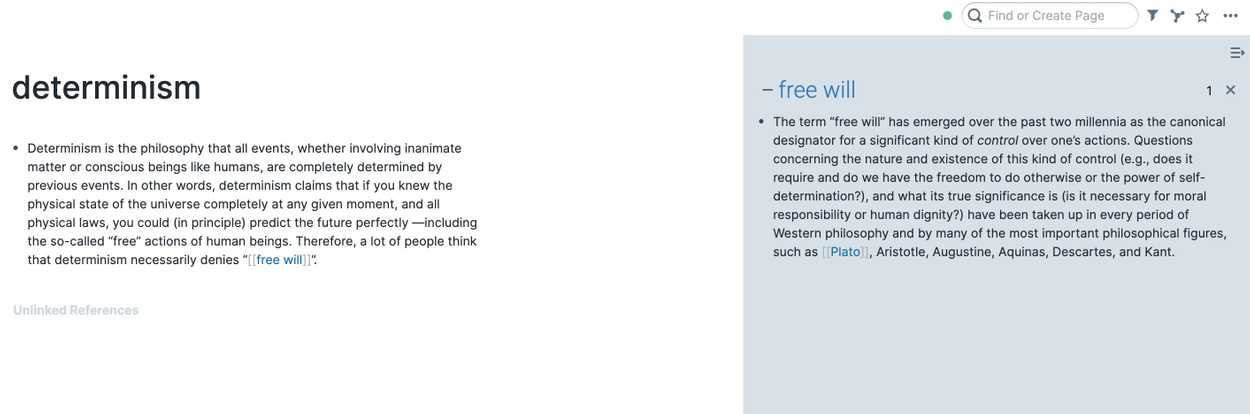 Find or Create Page
determinism
• Determinism is the philosophy that all events, whether involving inanimate
matter or conscious beings like humans, are completely determined by
previous events. In other words, determinism claims that if you knew the
physical state of the universe completely at any given moment, and all
physical laws, you could (in principle) predict the future perfectly —including
the so-called “free” actions of human beings. Therefore, a lot of people think
that determinism necessarily denies “[[free will]]”.
Unlinked References
– free will 1
• The term “free will” has emerged over the past two millennia as the canonical
designator for a significant kind of control over one’s actions. Questions
concerning the nature and existence of this kind of control (e.g., does it
require and do we have the freedom to do otherwise or the power of self-
determination?), and what its true significance is (is it necessary for moral
responsibility or human dignity?) have been taken up in every period of
Western philosophy and by many of the most important philosophical figures,
such as [[Plato]], Aristotle, Augustine, Aquinas, Descartes, and Kant.